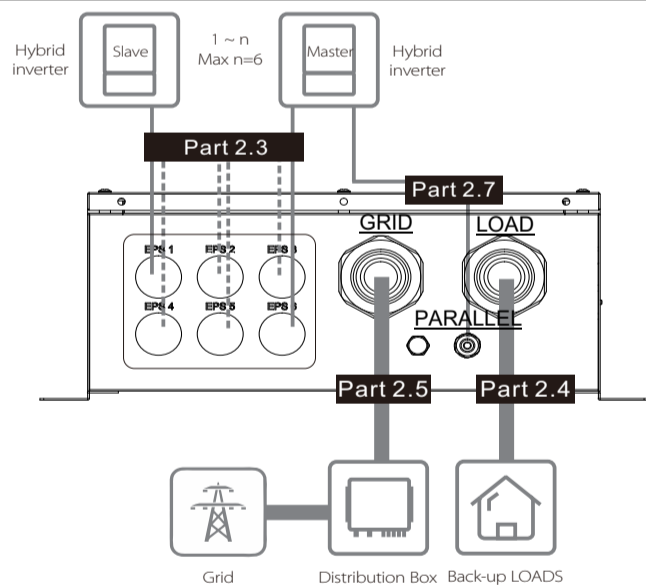 Hybrid
inverter
Slave
1 ~ n
Max n=6
Master
Hybrid
inverter
Part 2.3
Part 2.7
GRID
LOAD
EPS 1
EPS 2
EPS 3
EPS 4
EPS 5
EPS 6
PARALLEL
Part 2.5
Part 2.4
Grid
Distribution Box
Back-up LOADS